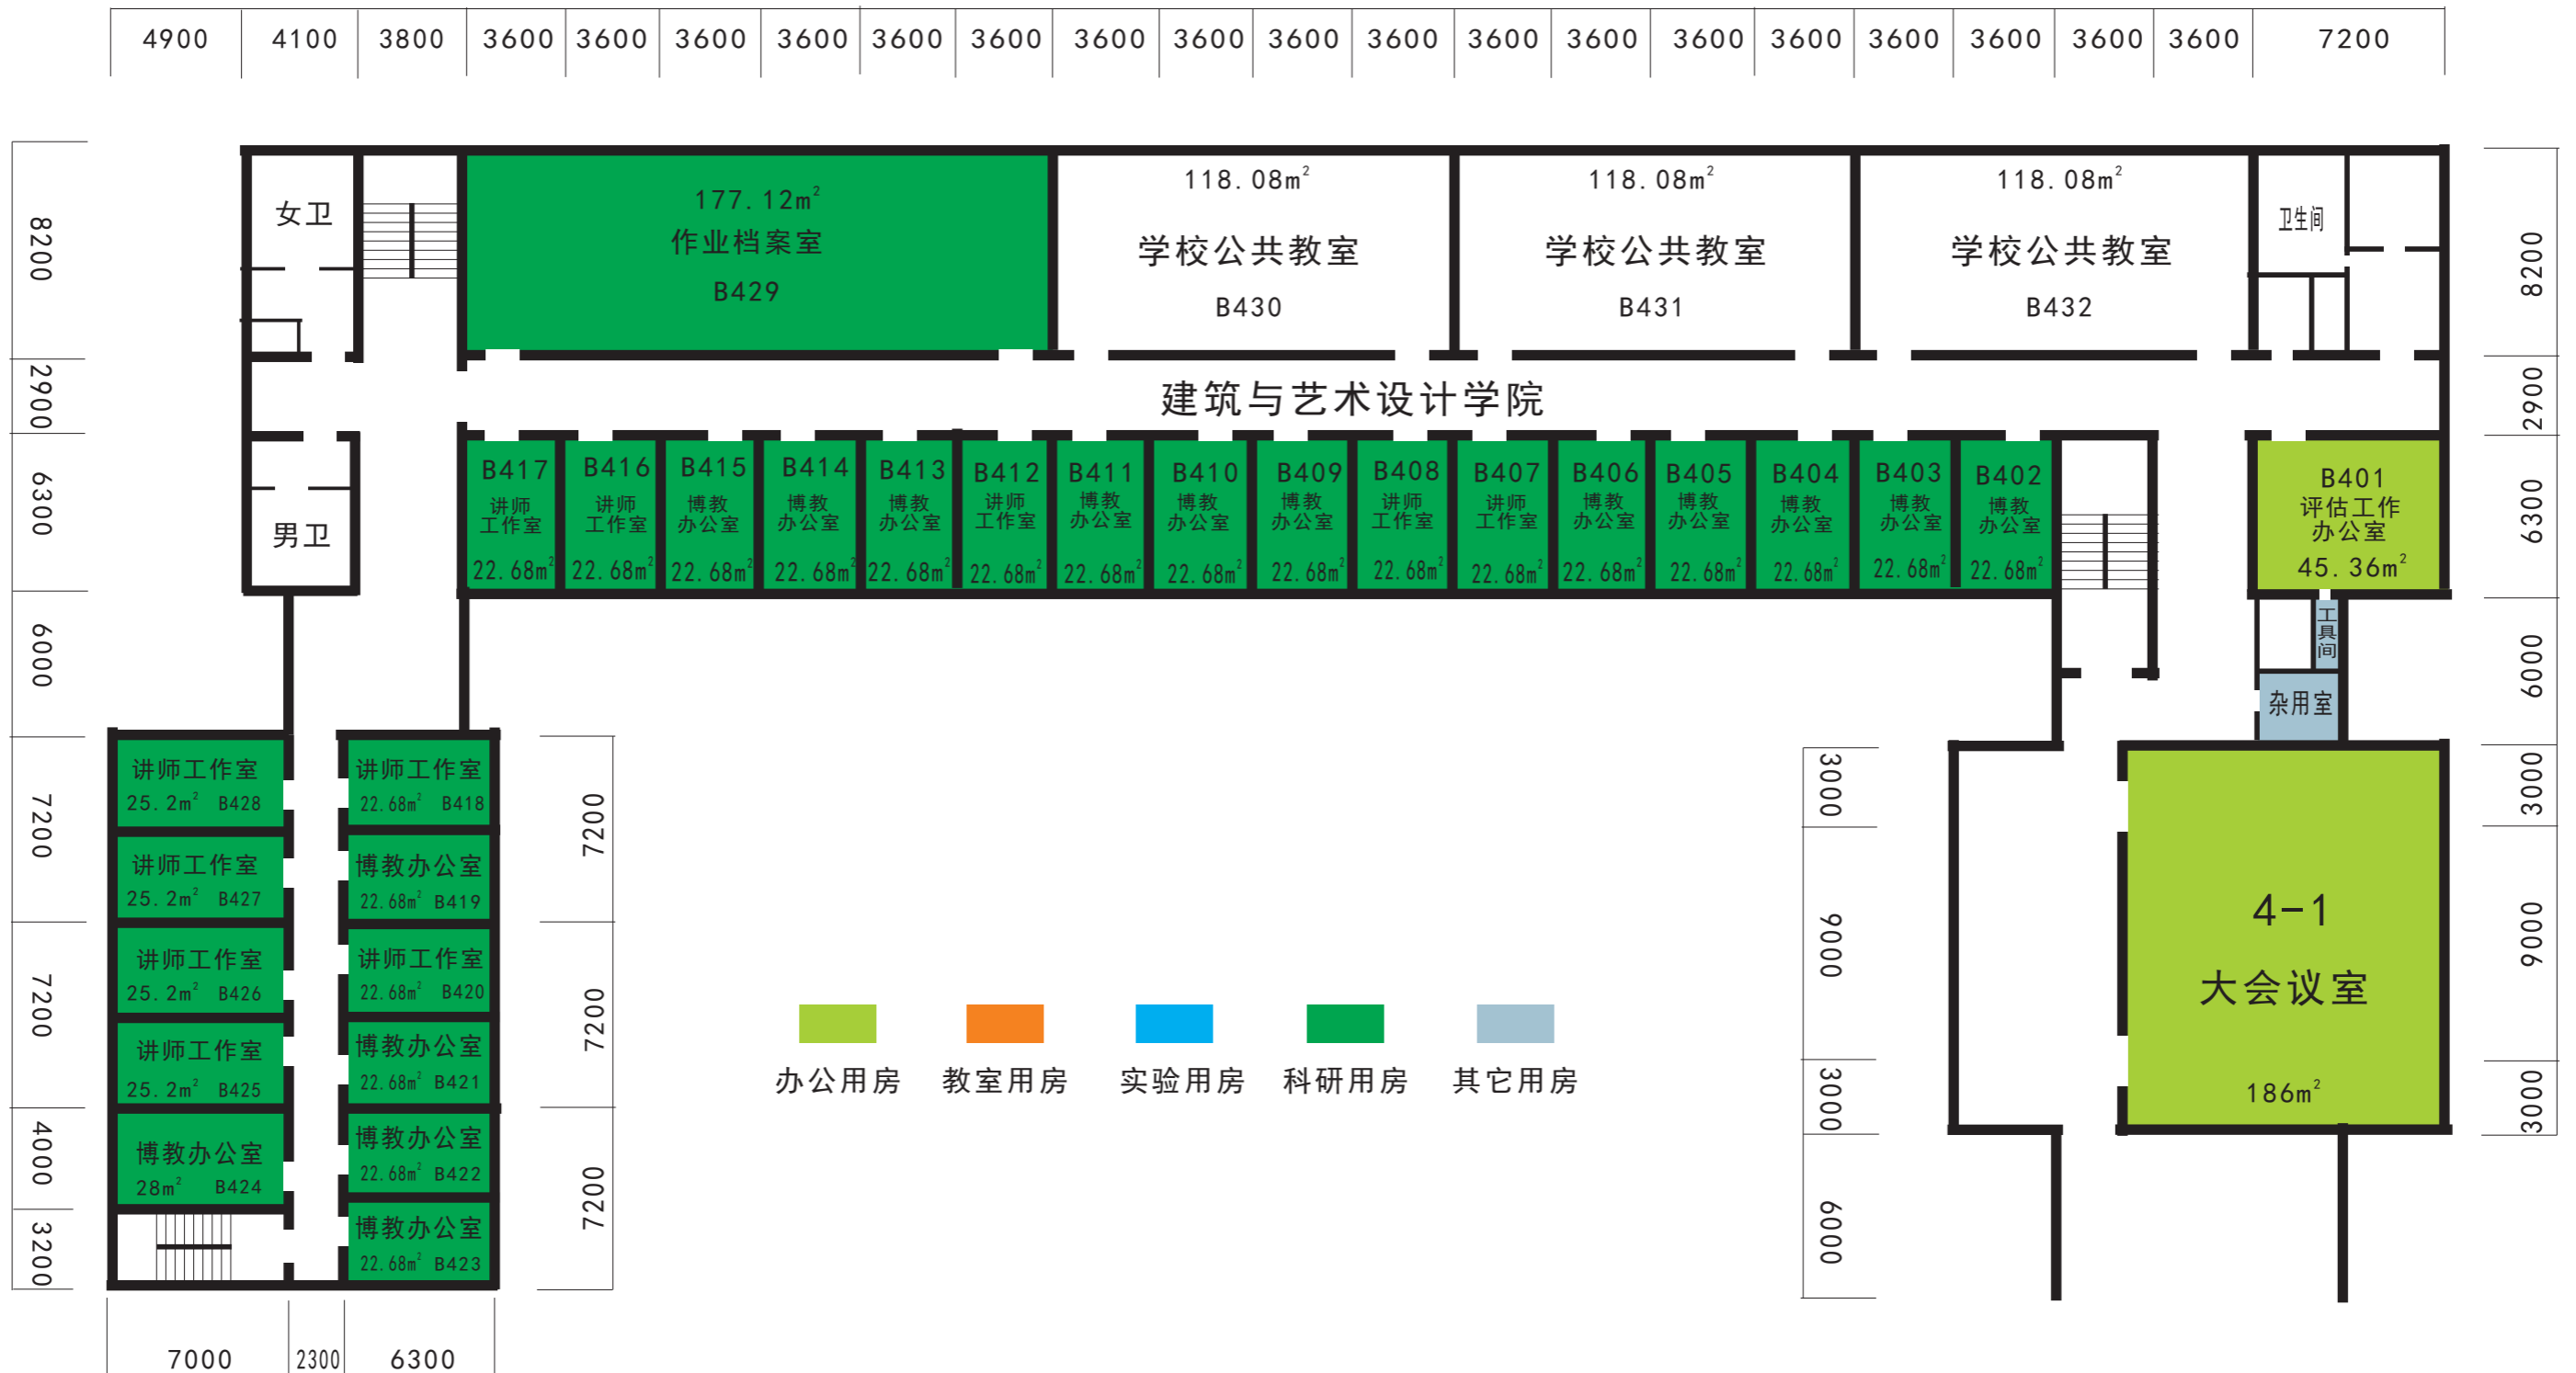 4900 4100 3800 3600 3600 3600 3600 3600 3600 3600 3600 3600 3600 3600 3600 3600 3600 3600 3600 3600 3600 7200
8200
2900
6300
6000
7200
7200
4000
3200
女卫
177.12m²
作业档案室
B429
118.08m²
学校公共教室
B430
118.08m²
学校公共教室
B431
118.08m²
学校公共教室
B432
卫生间
8200
2900
6300
6000
3000
9000
3000
建筑与艺术设计学院
男卫
B417
讲师
工作室
22.68m²
B416
讲师
工作室
22.68m²
B415
博教
办公室
22.68m²
B414
博教
办公室
22.68m²
B413
博教
办公室
22.68m²
B412
讲师
工作室
22.68m²
B411
博教
办公室
22.68m²
B410
博教
办公室
22.68m²
B409
博教
办公室
22.68m²
B408
讲师
工作室
22.68m²
B407
讲师
工作室
22.68m²
B406
博教
办公室
22.68m²
B405
博教
办公室
22.68m²
B404
博教
办公室
22.68m²
B403
博教
办公室
22.68m²
B402
博教
办公室
22.68m²
B401
评估工作
办公室
45.36m²
工具间
杂用室
讲师工作室
25.2m² B428
讲师工作室
25.2m² B427
讲师工作室
25.2m² B426
讲师工作室
25.2m² B425
博教办公室
28m² B424
讲师工作室
22.68m² B418
博教办公室
22.68m² B419
讲师工作室
22.68m² B420
博教办公室
22.68m² B421
博教办公室
22.68m² B422
博教办公室
22.68m² B423
7200
7200
7200
办公用房 教室用房 实验用房 科研用房 其它用房
3000
9000
3000
6000
4-1
大会议室
186m²
7000 2300 6300